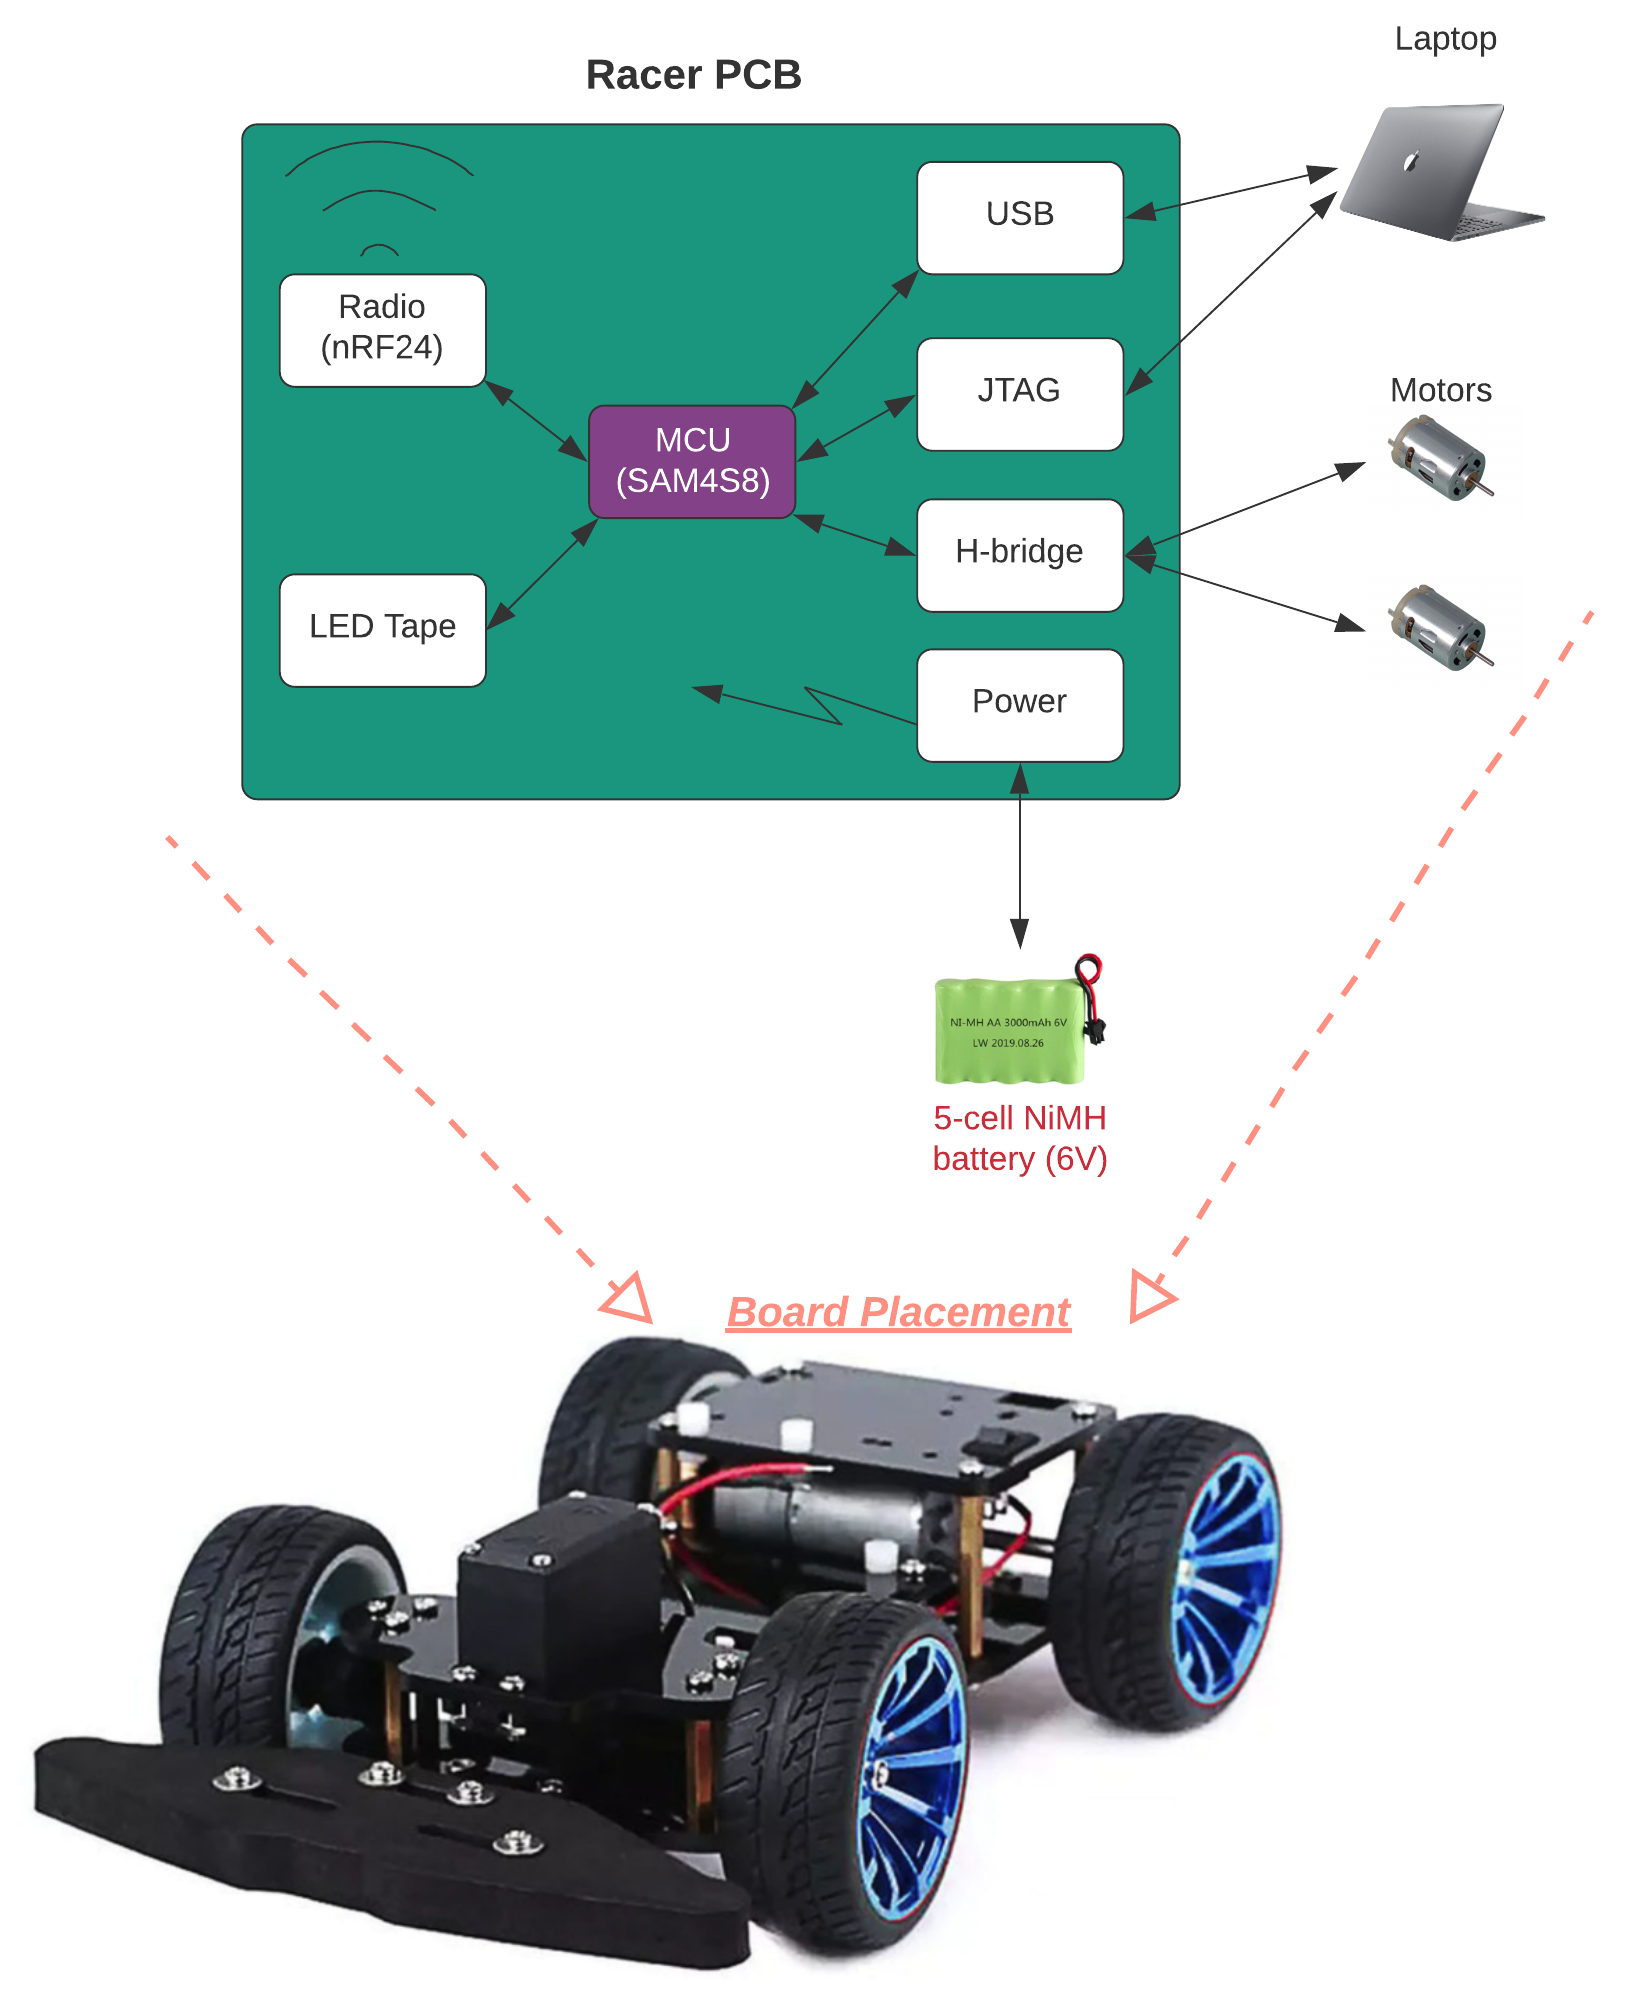 Laptop
Racer PCB
USB
Radio
(nRF24)
JTAG
Motors
MCU
(SAM4S8)
H-bridge
LED Tape
Power
NI-MH AA 3000mAh 6V
LW 2019.08.26
5-cell NiMH
battery (6V)
Board Placement